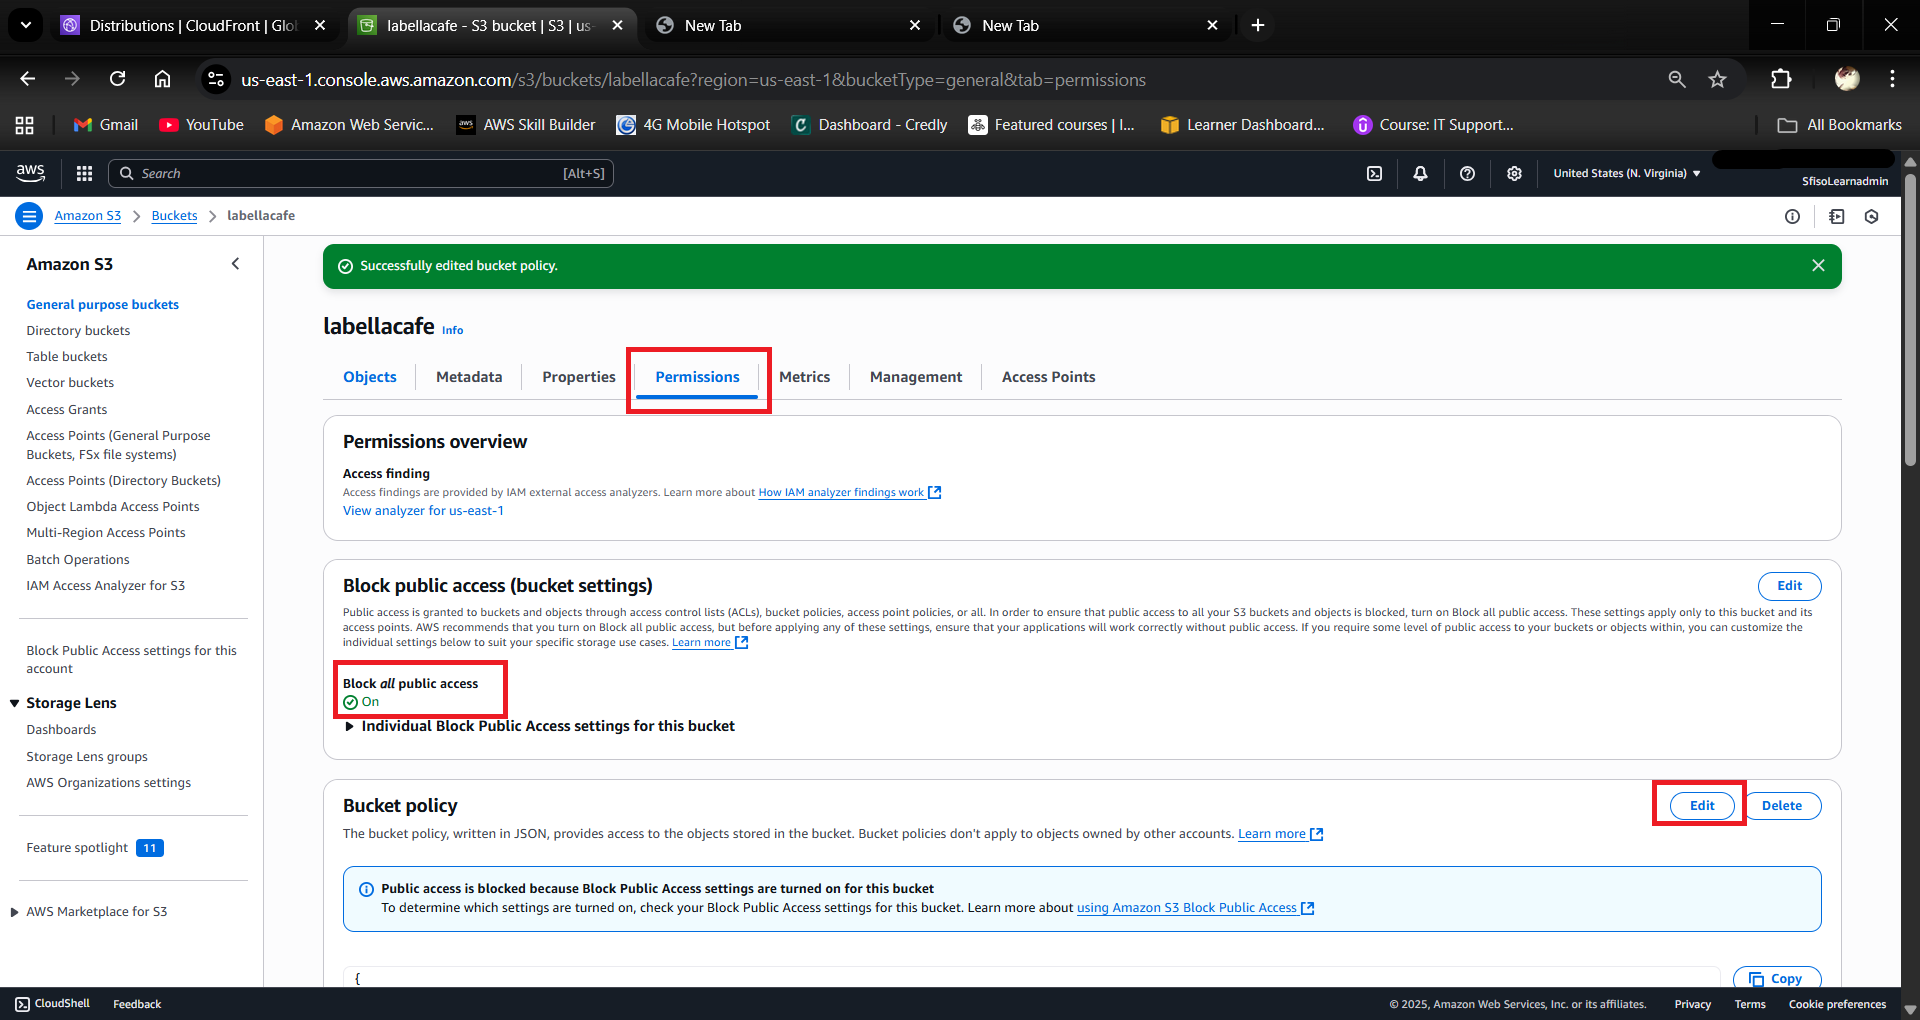 Distributions | CloudFront | Glo
labellacafe - S3 bucket | S3 | us-
New Tab
New Tab
us-east-1.console.aws.amazon.com/s3/buckets/labellacafe?region=us-east-1&bucketType=general&tab=permissions
Gmail
YouTube
Amazon Web Servic...
aws
AWS Skill Builder
4G Mobile Hotspot
Dashboard - Credly
Featured courses | I...
Learner Dashboard...
Course: IT Support...
All Bookmarks
aws
Search
[Alt+S]
United States (N. Virginia)
SfisoLearnadmin
Amazon S3
Buckets
labellacafe
Amazon S3
General purpose buckets
Directory buckets
Table buckets
Vector buckets
Access Grants
Access Points (General Purpose
Buckets, FSx file systems)
Access Points (Directory Buckets)
Object Lambda Access Points
Multi-Region Access Points
Batch Operations
IAM Access Analyzer for S3
Block Public Access settings for this
account
Storage Lens
Dashboards
Storage Lens groups
AWS Organizations settings
Feature spotlight 11
AWS Marketplace for S3
Successfully edited bucket policy.
labellacafe Info
Objects
Metadata
Properties
Permissions
Metrics
Management
Access Points
Permissions overview
Access finding
Access findings are provided by IAM external access analyzers. Learn more about How IAM analyzer findings work
View analyzer for us-east-1
Block public access (bucket settings)
Edit
Public access is granted to buckets and objects through access control lists (ACLs), bucket policies, access point policies, or all. In order to ensure that public access to all your S3 buckets and objects is blocked, turn on Block all public access. These settings apply only to this bucket and its
access points. AWS recommends that you turn on Block all public access, but before applying any of these settings, ensure that your applications will work correctly without public access. If you require some level of public access to your buckets or objects within, you can customize the
individual settings below to suit your specific storage use cases. Learn more
Block all public access
On
Individual Block Public Access settings for this bucket
Bucket policy
Edit
Delete
The bucket policy, written in JSON, provides access to the objects stored in the bucket. Bucket policies don't apply to objects owned by other accounts. Learn more
Public access is blocked because Block Public Access settings are turned on for this bucket
To determine which settings are turned on, check your Block Public Access settings for this bucket. Learn more about using Amazon S3 Block Public Access
{
Copy
CloudShell
Feedback
© 2025, Amazon Web Services, Inc. or its affiliates.
Privacy
Terms
Cookie preferences